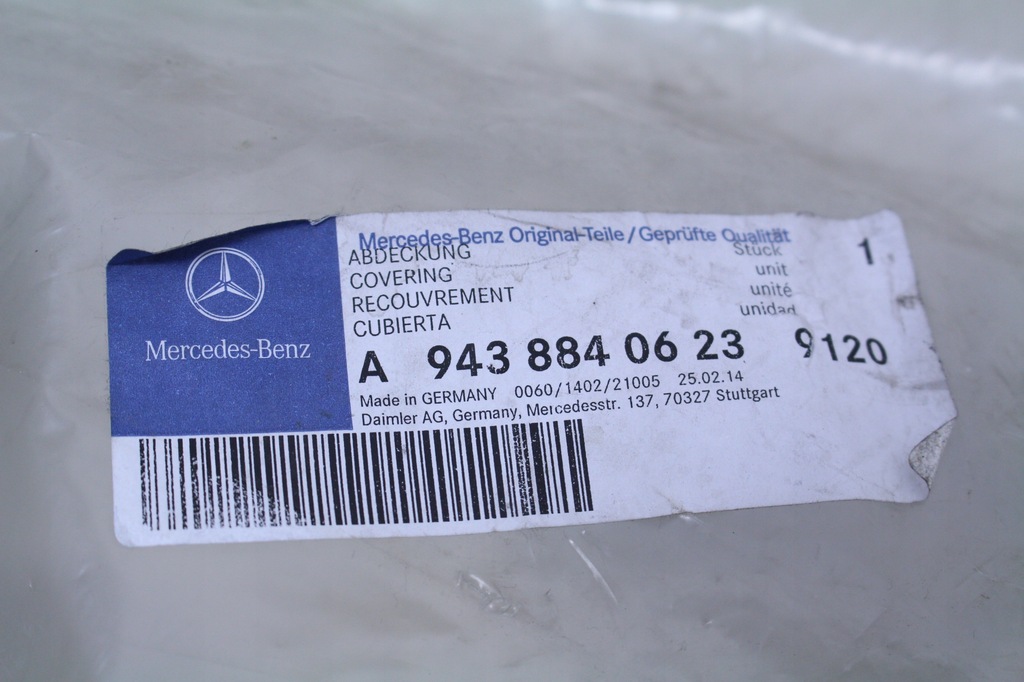 Mercedes-Benz Original-Teile/Geprüfte Qualität
ABDECKUNG Stück 1
COVERING unit
RECOUVREMENT unité
CUBIERTA unidad
Mercedes-Benz
A 943 884 06 23 9120
Made in GERMANY 0060/1402/21005 25.02.14
Daimler AG, Germany, Mercedesstr. 137, 70327 Stuttgart